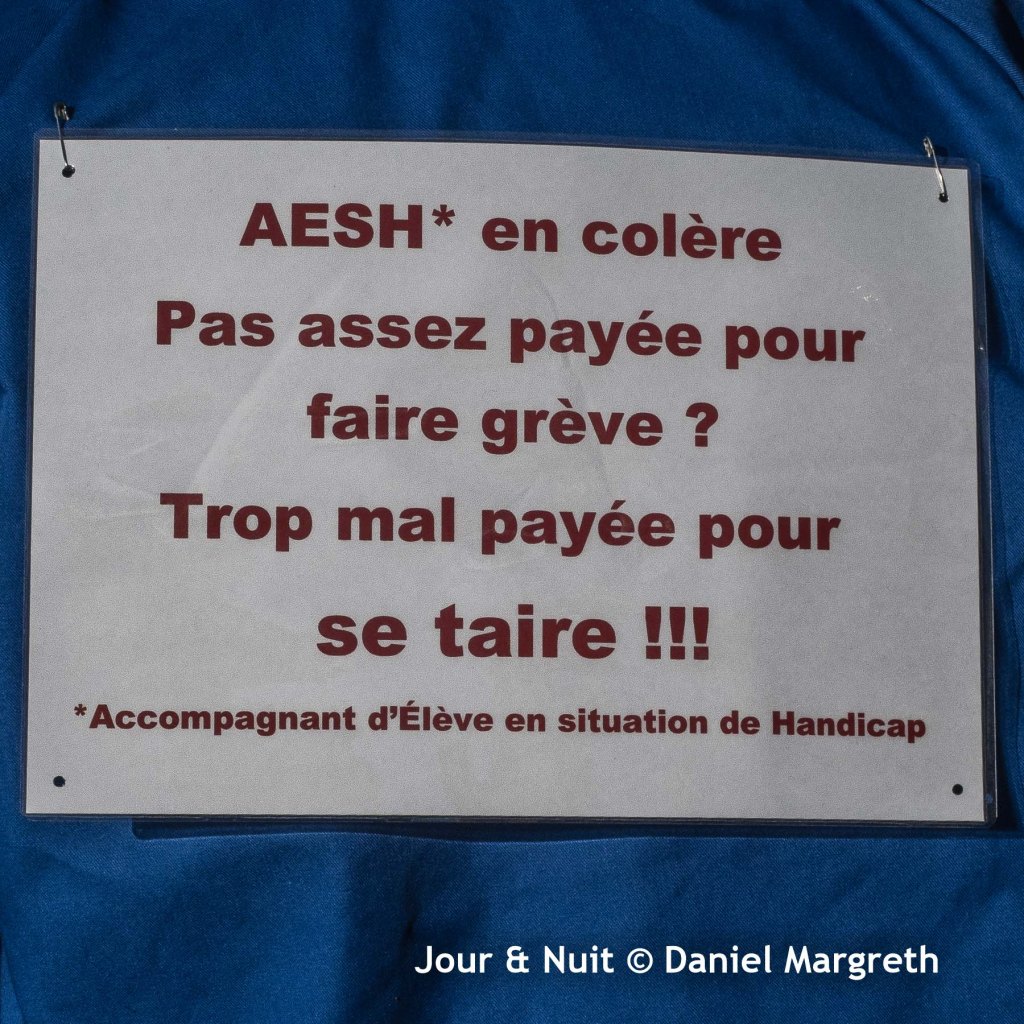 AESH* en colère
Pas assez payée pour
faire grève ?
Trop mal payée pour
se taire !!!
*Accompagnant d’Élève en situation de Handicap
Jour & Nuit © Daniel Margreth